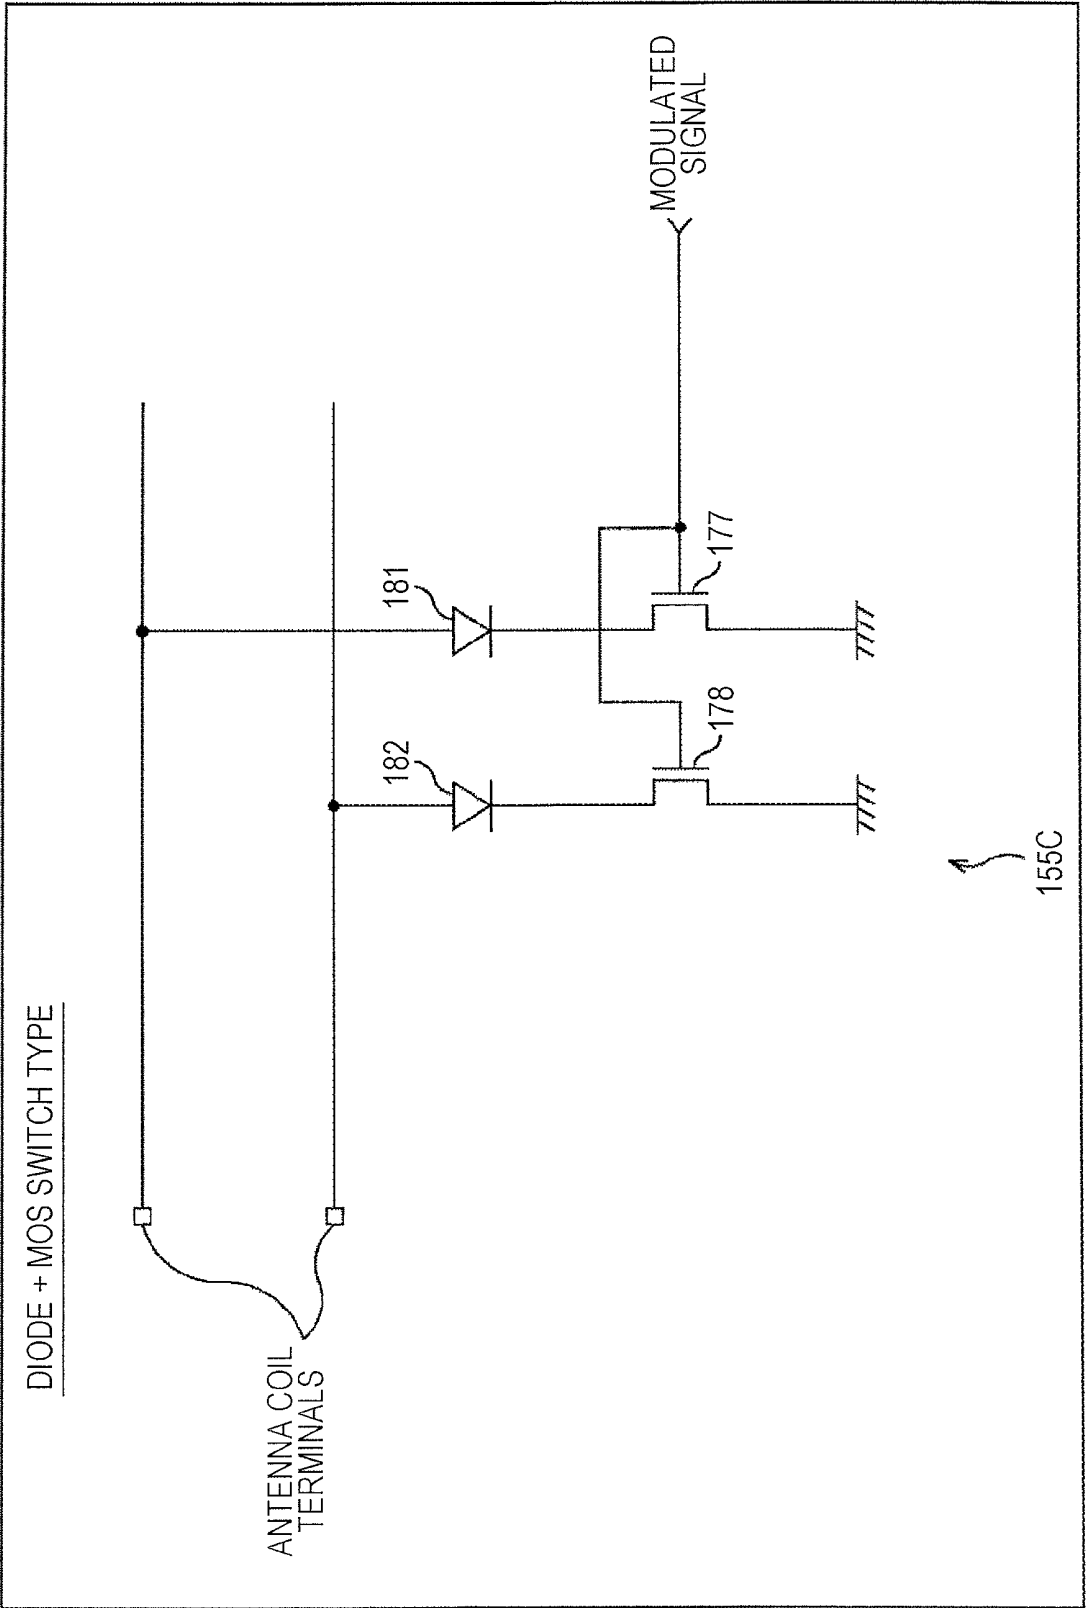 DIODE + MOS SWITCH TYPE
ANTENNA COIL
TERMINALS
182
181
178
177
MODULATED
SIGNAL
155C